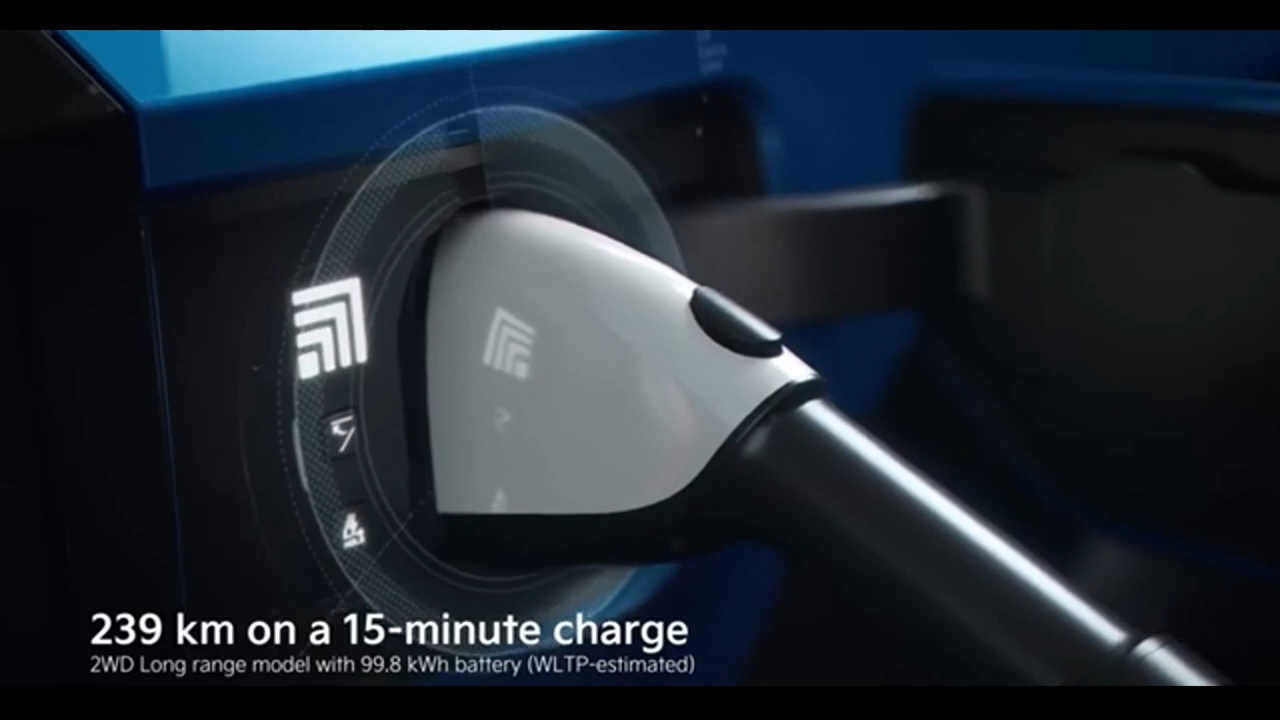 239 km on a 15-minute charge
2WD Long range model with 99.8 kWh battery (WLTP-estimated)